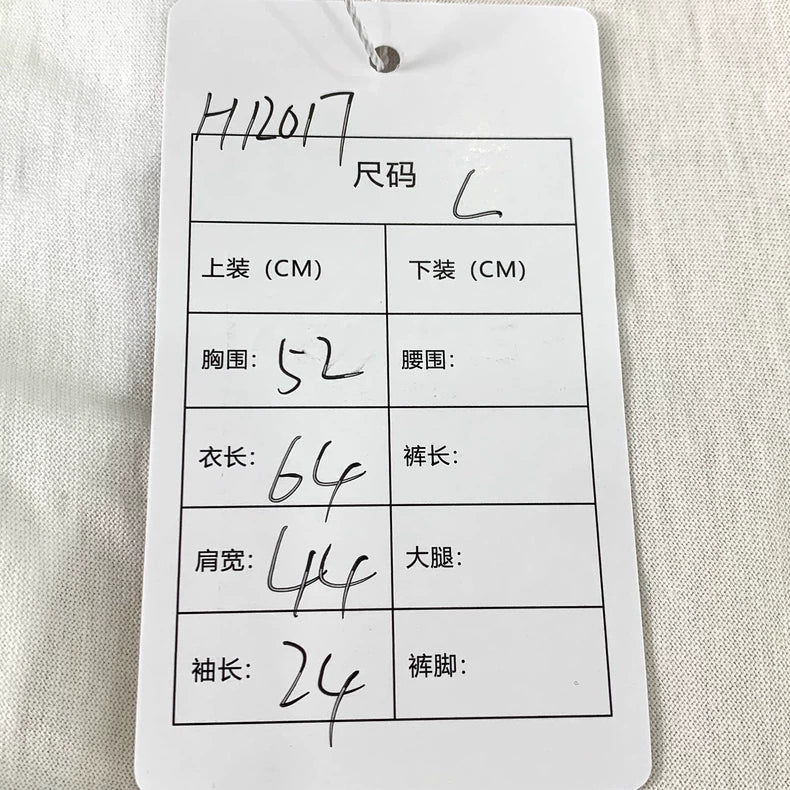 H12017
尺码 L
上装（CM） 下装（CM）
胸围：52 腰围：
衣长：64 裤长：
肩宽：44 大腿：
袖长：24 裤脚：